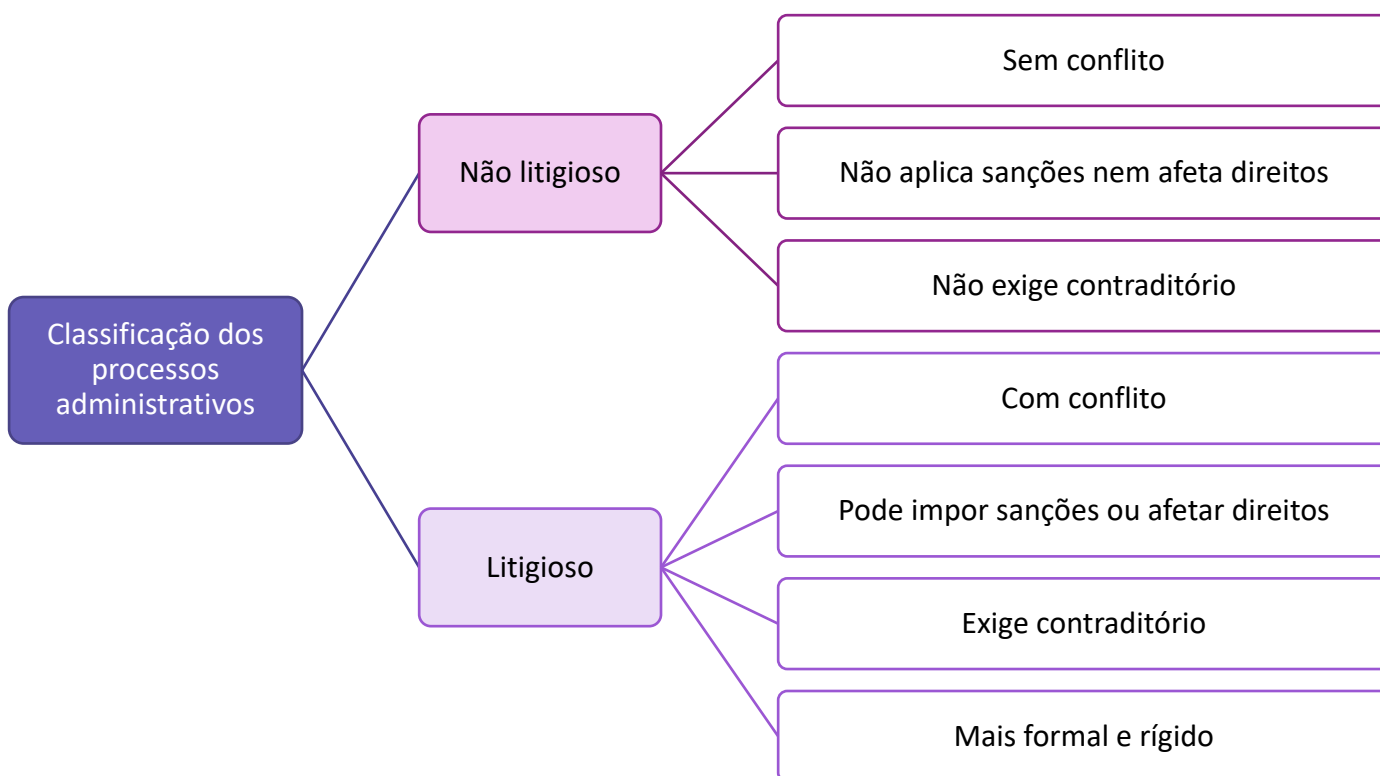 Classificação dos
processos
administrativos
Não litigioso
Sem conflito
Não aplica sanções nem afeta direitos
Não exige contraditório
Litigioso
Com conflito
Pode impor sanções ou afetar direitos
Exige contraditório
Mais formal e rígido